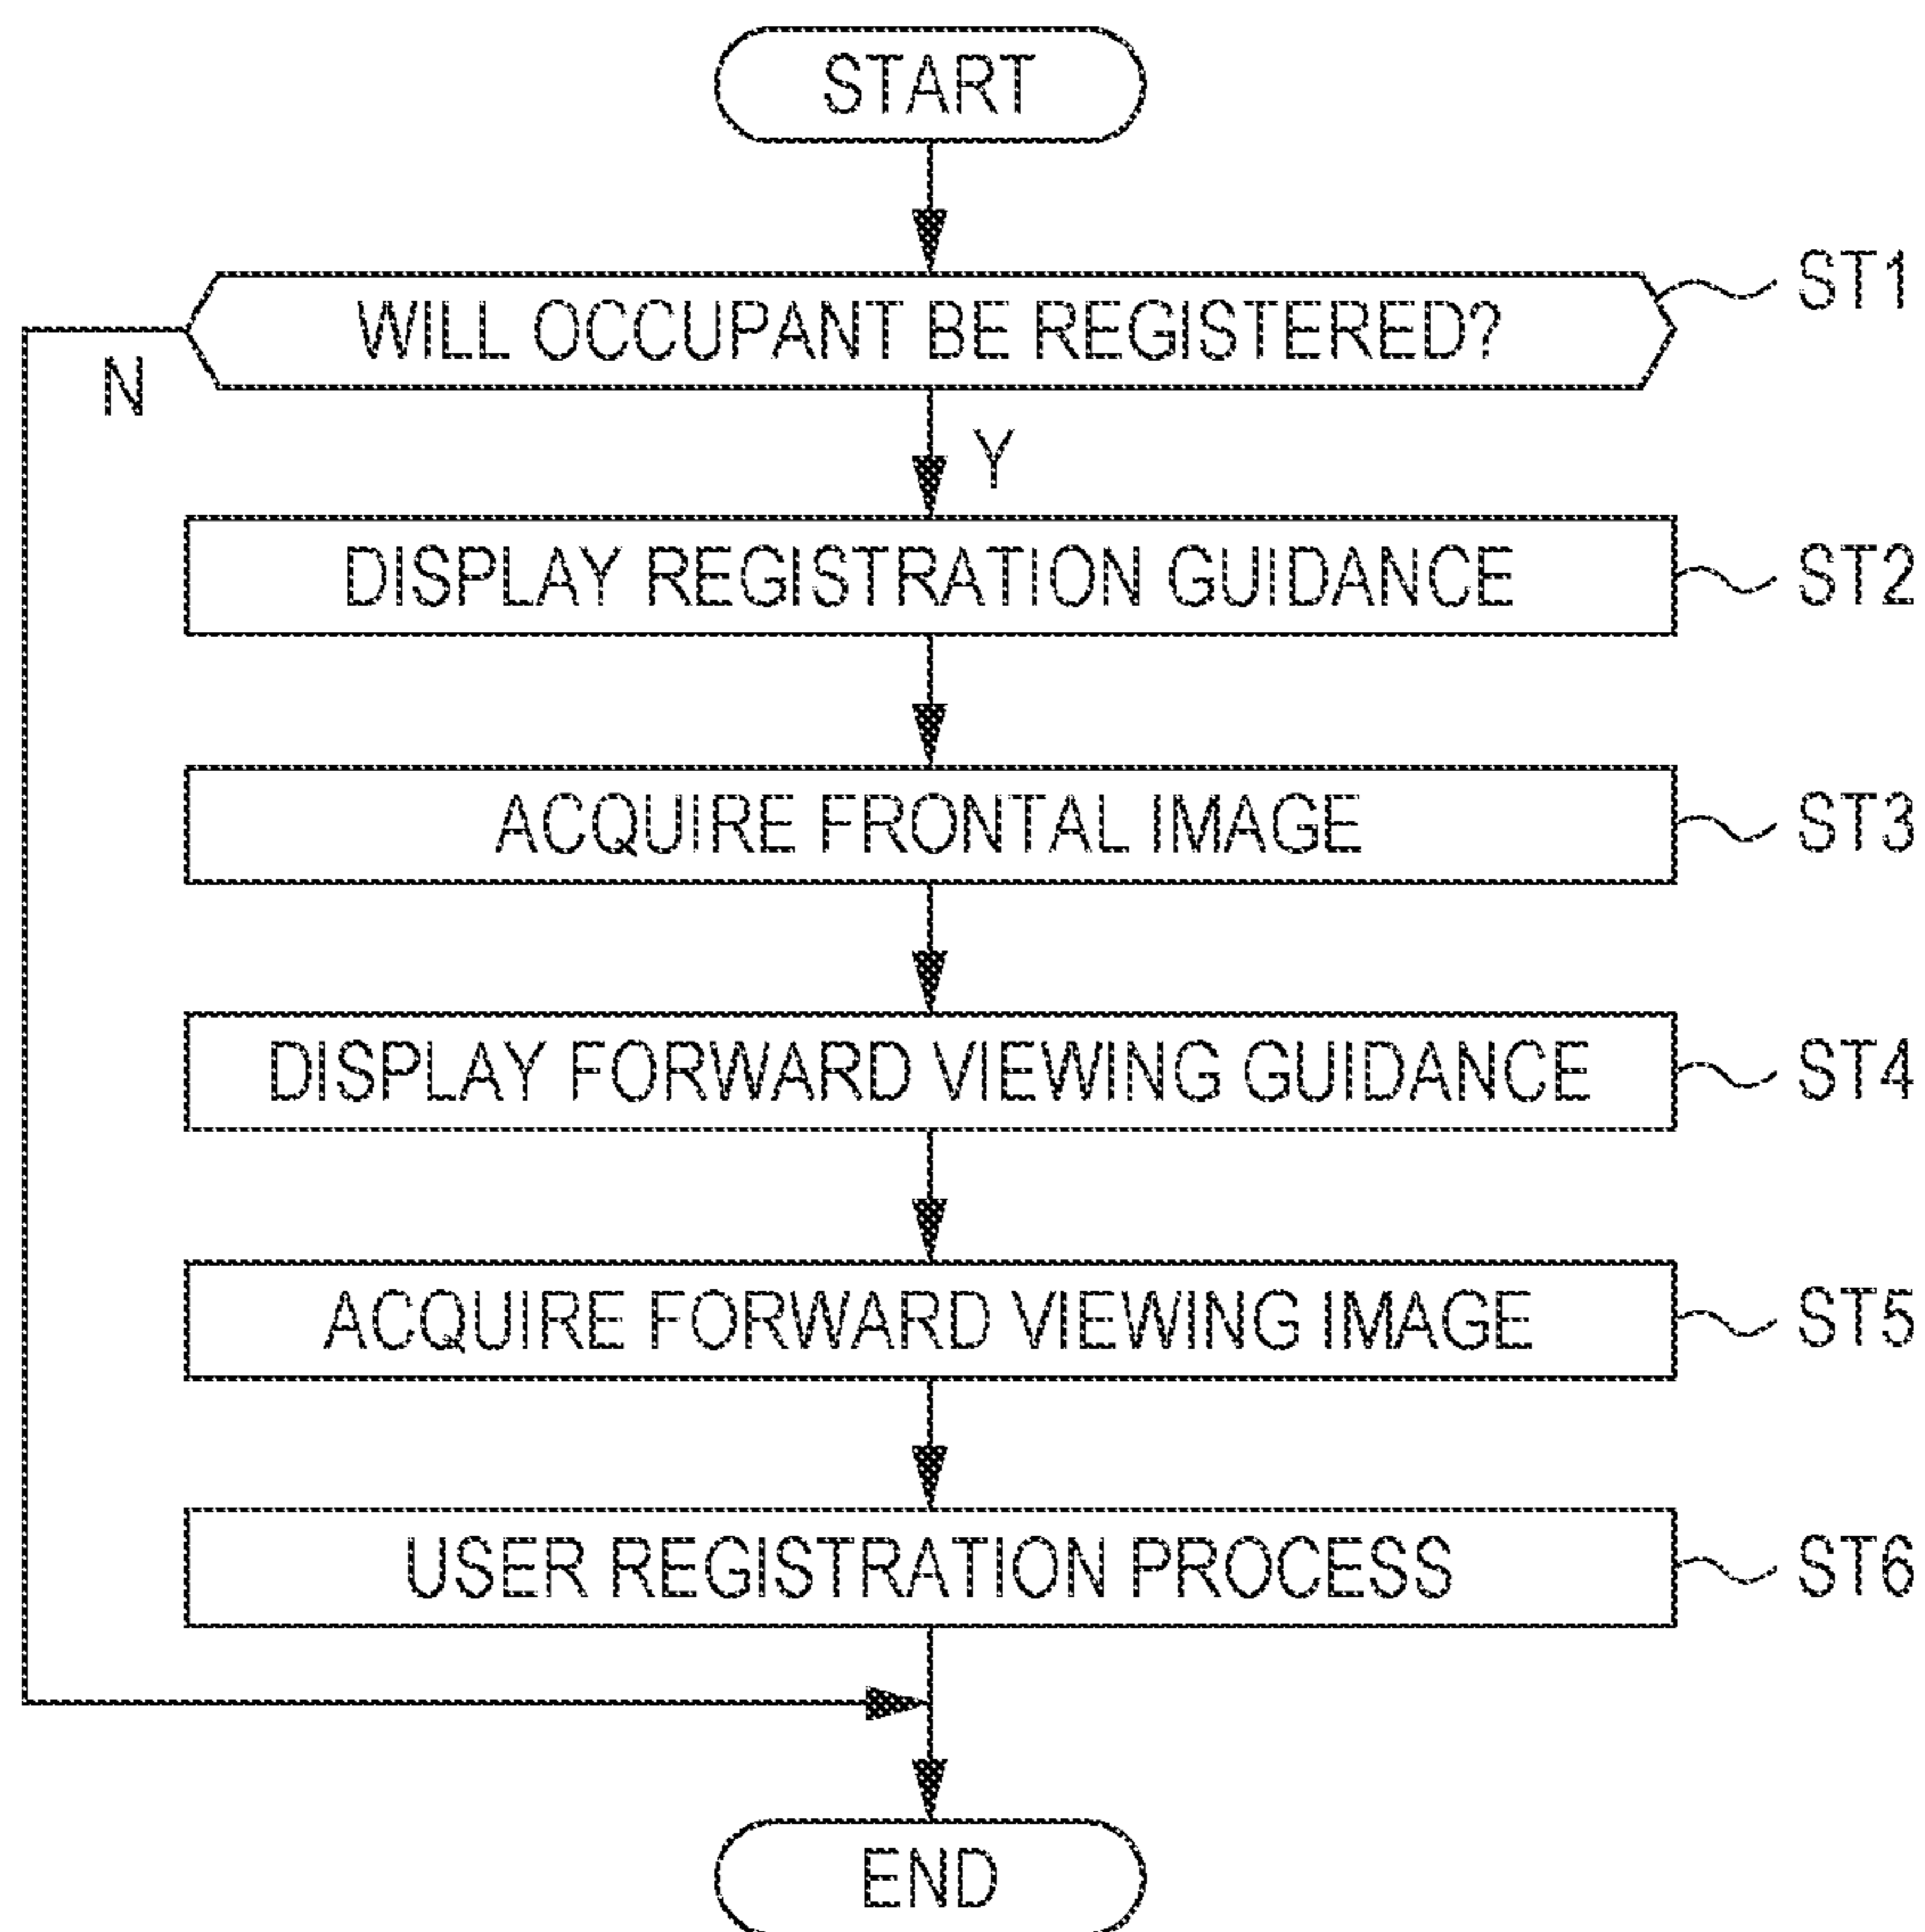 START
WILL OCCUPANT BE REGISTERED?
ST1
N
Y
DISPLAY REGISTRATION GUIDANCE
ST2
ACQUIRE FRONTAL IMAGE
ST3
DISPLAY FORWARD VIEWING GUIDANCE
ST4
ACQUIRE FORWARD VIEWING IMAGE
ST5
USER REGISTRATION PROCESS
ST6
END